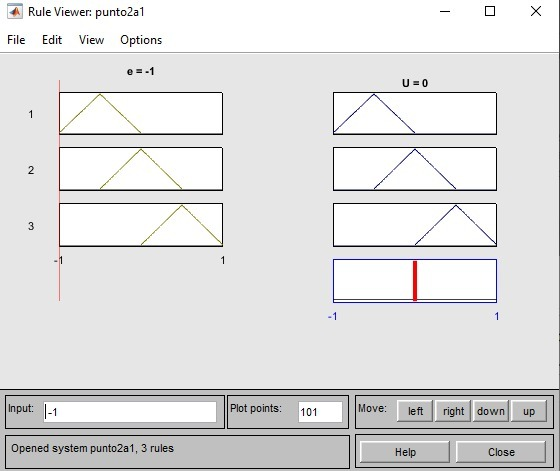 Rule Viewer: punto2a1
File Edit View Options
e = -1
U = 0
1
2
3
-1 1
-1 1
Input: -1
Plot points: 101
Move: left right down up
Opened system punto2a1, 3 rules
Help Close